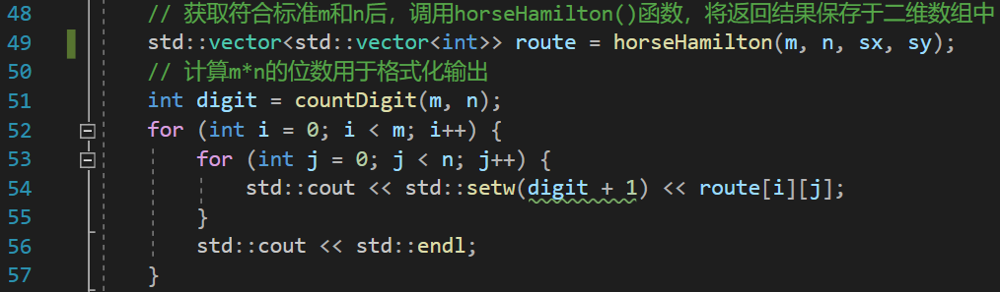 48 // 获取符合标准m和n后，调用horseHamilton()函数，将返回结果保存于二维数组中
49 std::vector<std::vector<int>> route = horseHamilton(m, n, sx, sy);
50 // 计算m*n的位数用于格式化输出
51 int digit = countDigit(m, n);
52 for (int i = 0; i < m; i++) {
53 for (int j = 0; j < n; j++) {
54 std::cout << std::setw(digit + 1) << route[i][j];
55 }
56 std::cout << std::endl;
57 }